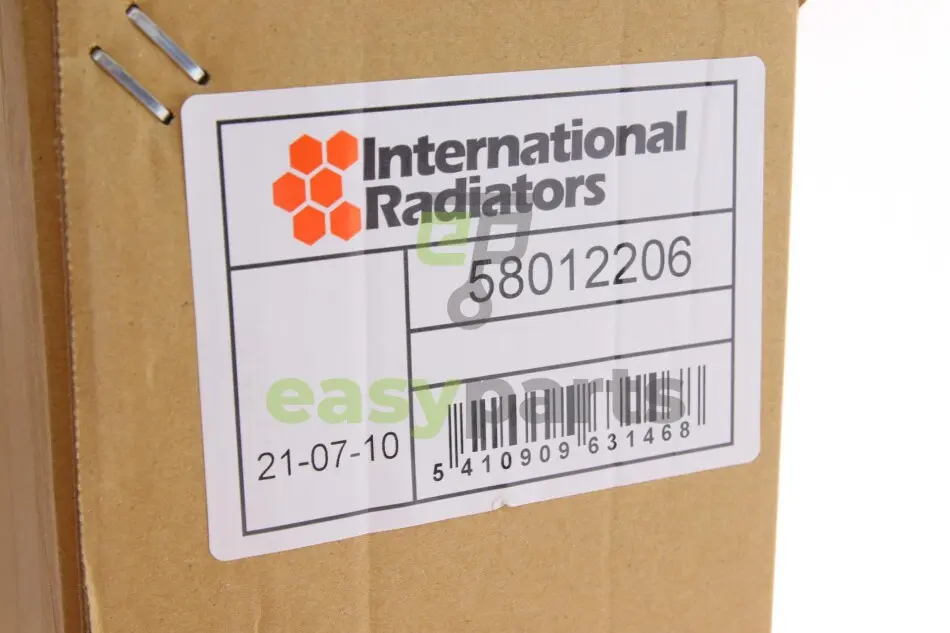 International
Radiators
58012206
21-07-10
5 410909 631468
easyparts